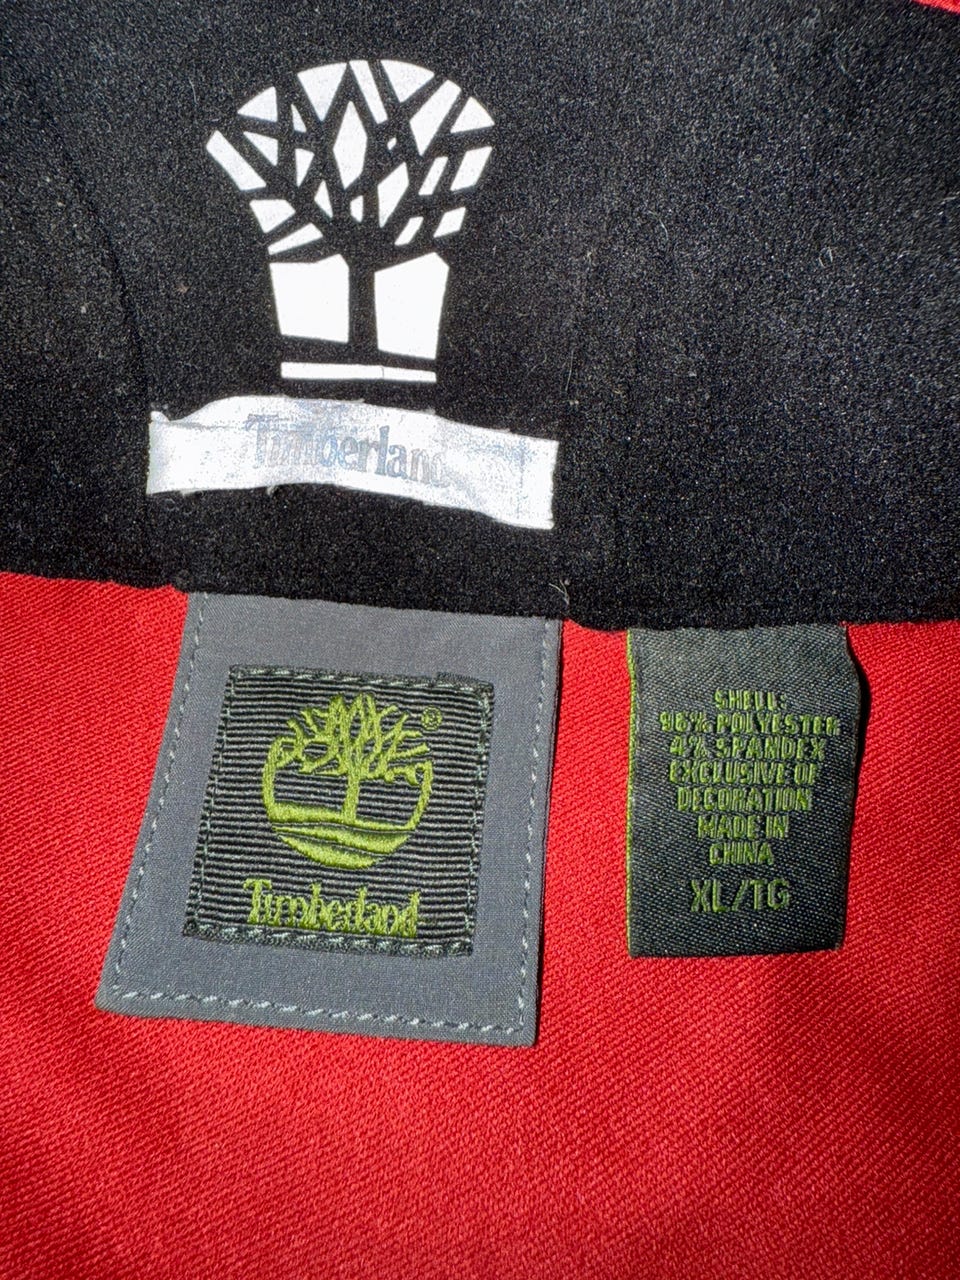 Timberland
®
Timberland
SHELL:
96% POLYESTER
4% SPANDEX
EXCLUSIVE OF
DECORATION
MADE IN
CHINA
XL/TG